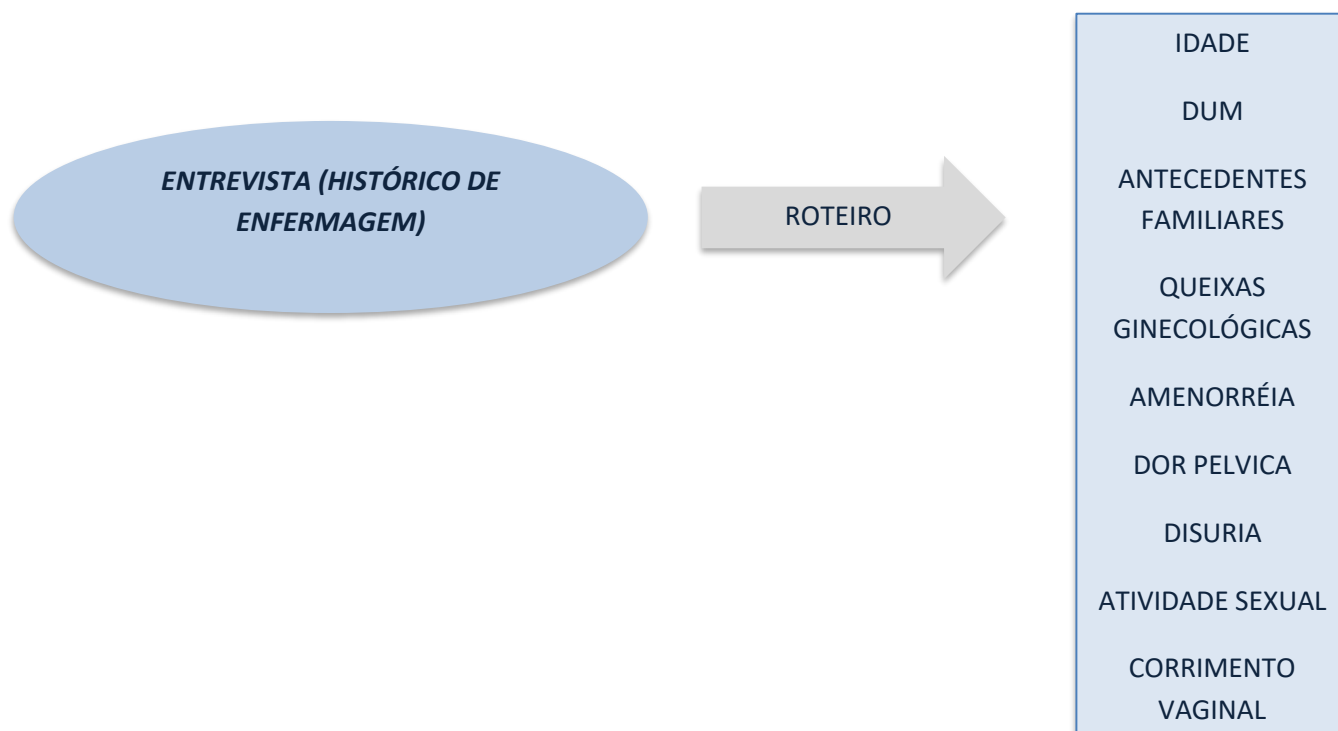 ENTREVISTA (HISTÓRICO DE
ENFERMAGEM)
ROTEIRO
IDADE
DUM
ANTECEDENTES
FAMILIARES
QUEIXAS
GINECOLÓGICAS
AMENORRÉIA
DOR PELVICA
DISURIA
ATIVIDADE SEXUAL
CORRIMENTO
VAGINAL